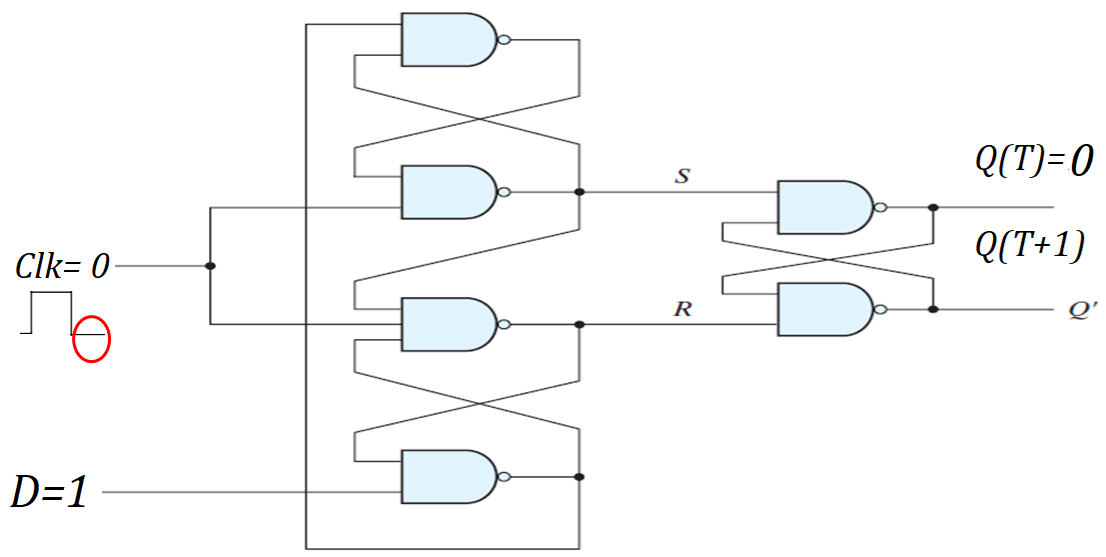 S
Q(T)=0
Q(T+1)
Clk= 0
R
Q'
D=1